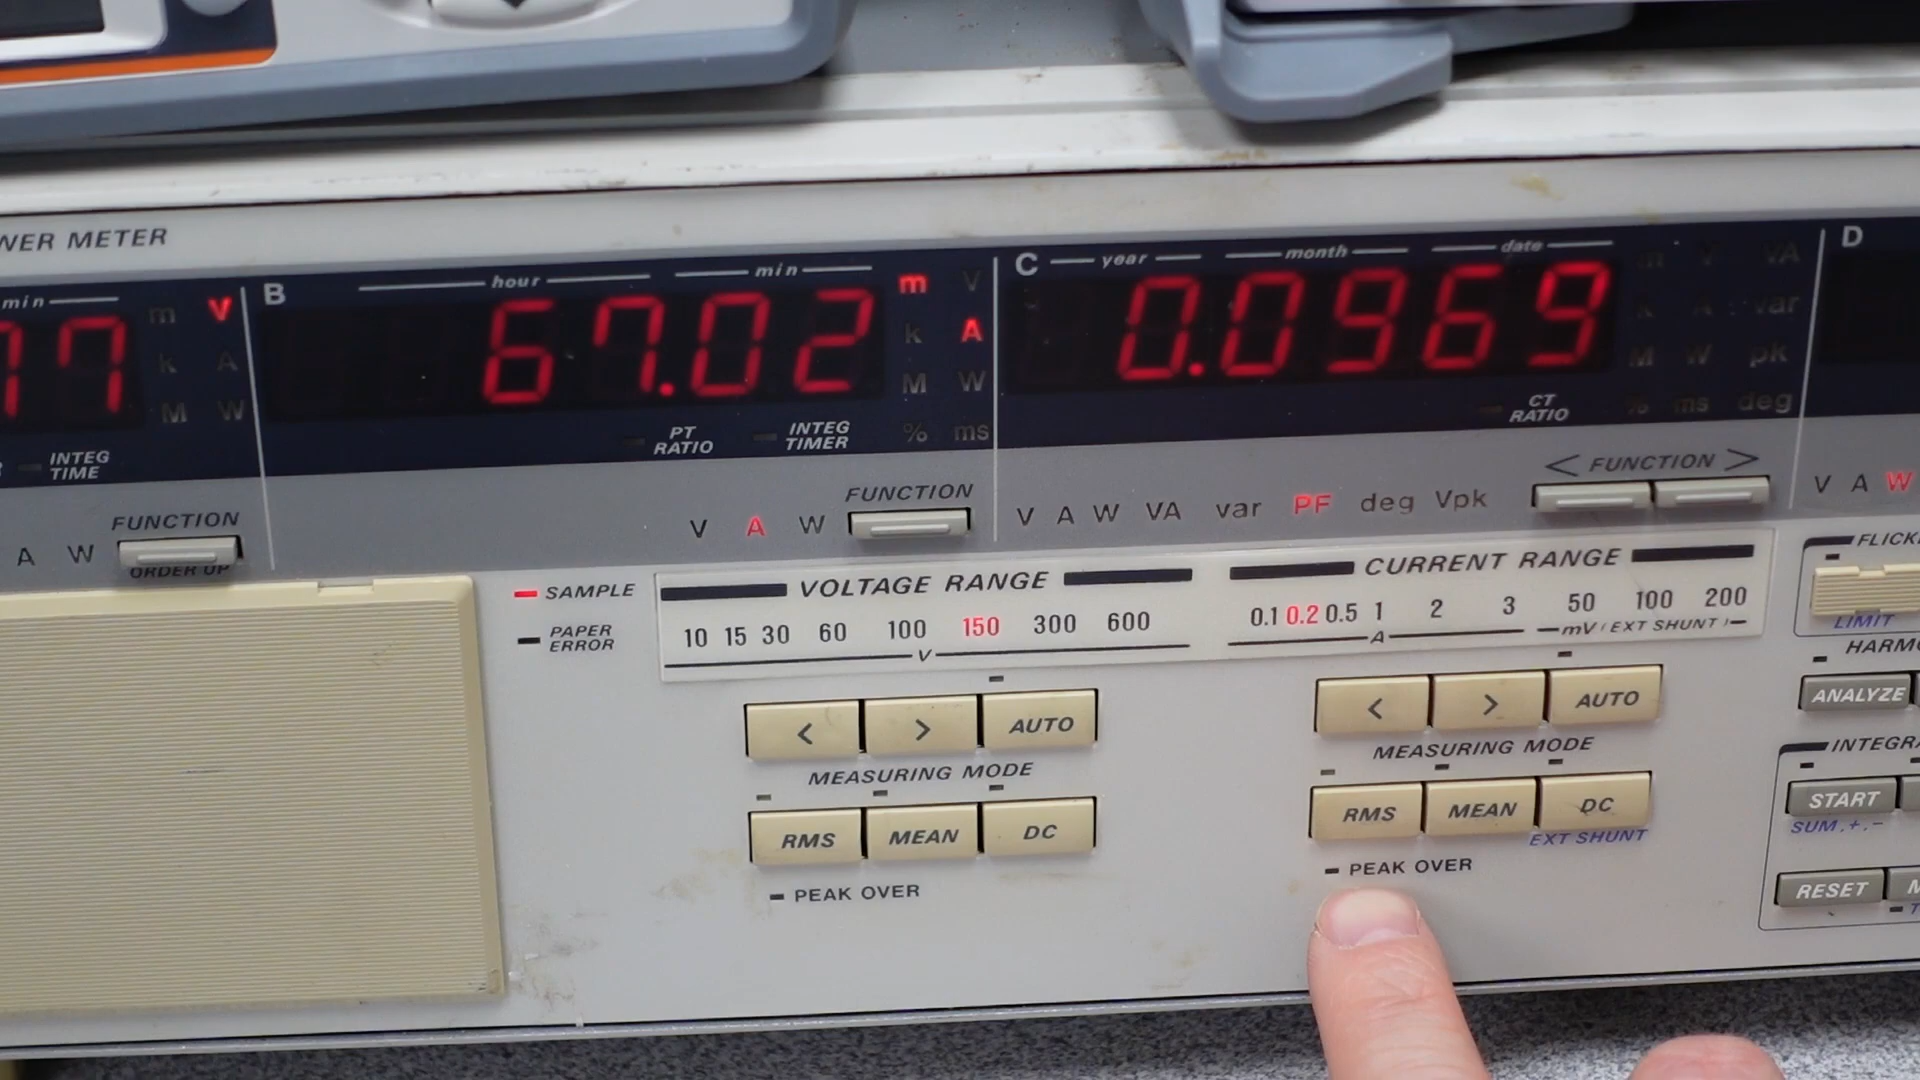 WER METER
min m V
k A
M W
77
INTEG
TIME
FUNCTION
A W
ORDER UP
B hour min m V
67.02
k A
M W
% ms
PT
RATIO
INTEG
TIMER
FUNCTION
V A W
C year month date
0.0969
V VA
K A var
M W pk
% ms deg
CT
RATIO
< FUNCTION >
V A W VA var PF deg Vpk
D
V A W
SAMPLE
PAPER
ERROR
VOLTAGE RANGE
10 15 30 60 100 150 300 600
V
< > AUTO
MEASURING MODE
RMS MEAN DC
PEAK OVER
CURRENT RANGE
0.1 0.2 0.5 1 2 3 50 100 200
A mV (EXT SHUNT)
< > AUTO
MEASURING MODE
RMS MEAN DC
EXT SHUNT
PEAK OVER
FLICK
LIMIT
HARM
ANALYZE
INTEGRA
START
SUM,+,-
RESET M
T